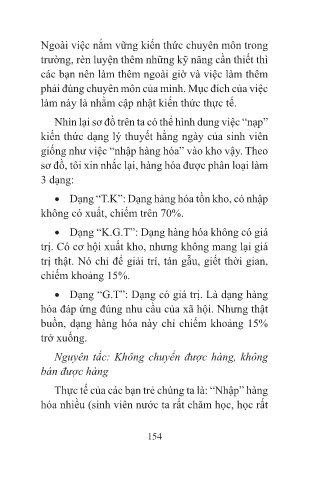 Ngoài việc nắm vững kiến thức chuyên môn trong
trường, rèn luyện thêm những kỹ năng cần thiết thì
các bạn nên làm thêm ngoài giờ và việc làm thêm
phải đúng chuyên môn của mình. Mục đích của việc
làm này là nhằm cập nhật kiến thức thực tế.
Nhìn lại sơ đồ trên ta có thể hình dung việc “nạp”
kiến thức dạng lý thuyết hằng ngày của sinh viên
giống như việc “nhập hàng hóa” vào kho vậy. Theo
sơ đồ, tôi xin nhắc lại, hàng hóa được phân loại làm
3 dạng:
• Dạng “T.K”: Dạng hàng hóa tồn kho, có nhập
không có xuất, chiếm trên 70%.
• Dạng “K.G.T”: Dạng hàng hóa không có giá
trị. Có cơ hội xuất kho, nhưng không mang lại giá
trị thật. Nó chỉ để giải trí, tán gẫu, giết thời gian,
chiếm khoảng 15%.
• Dạng “G.T”: Dạng có giá trị. Là dạng hàng
hóa đáp ứng đúng nhu cầu của xã hội. Nhưng thật
buồn, dạng hàng hóa này chỉ chiếm khoảng 15%
trở xuống.
Nguyên tắc: Không chuyển được hàng, không
bán được hàng
Thực tế của các bạn trẻ chúng ta là: “Nhập” hàng
hóa nhiều (sinh viên nước ta rất chăm học, học rất
154